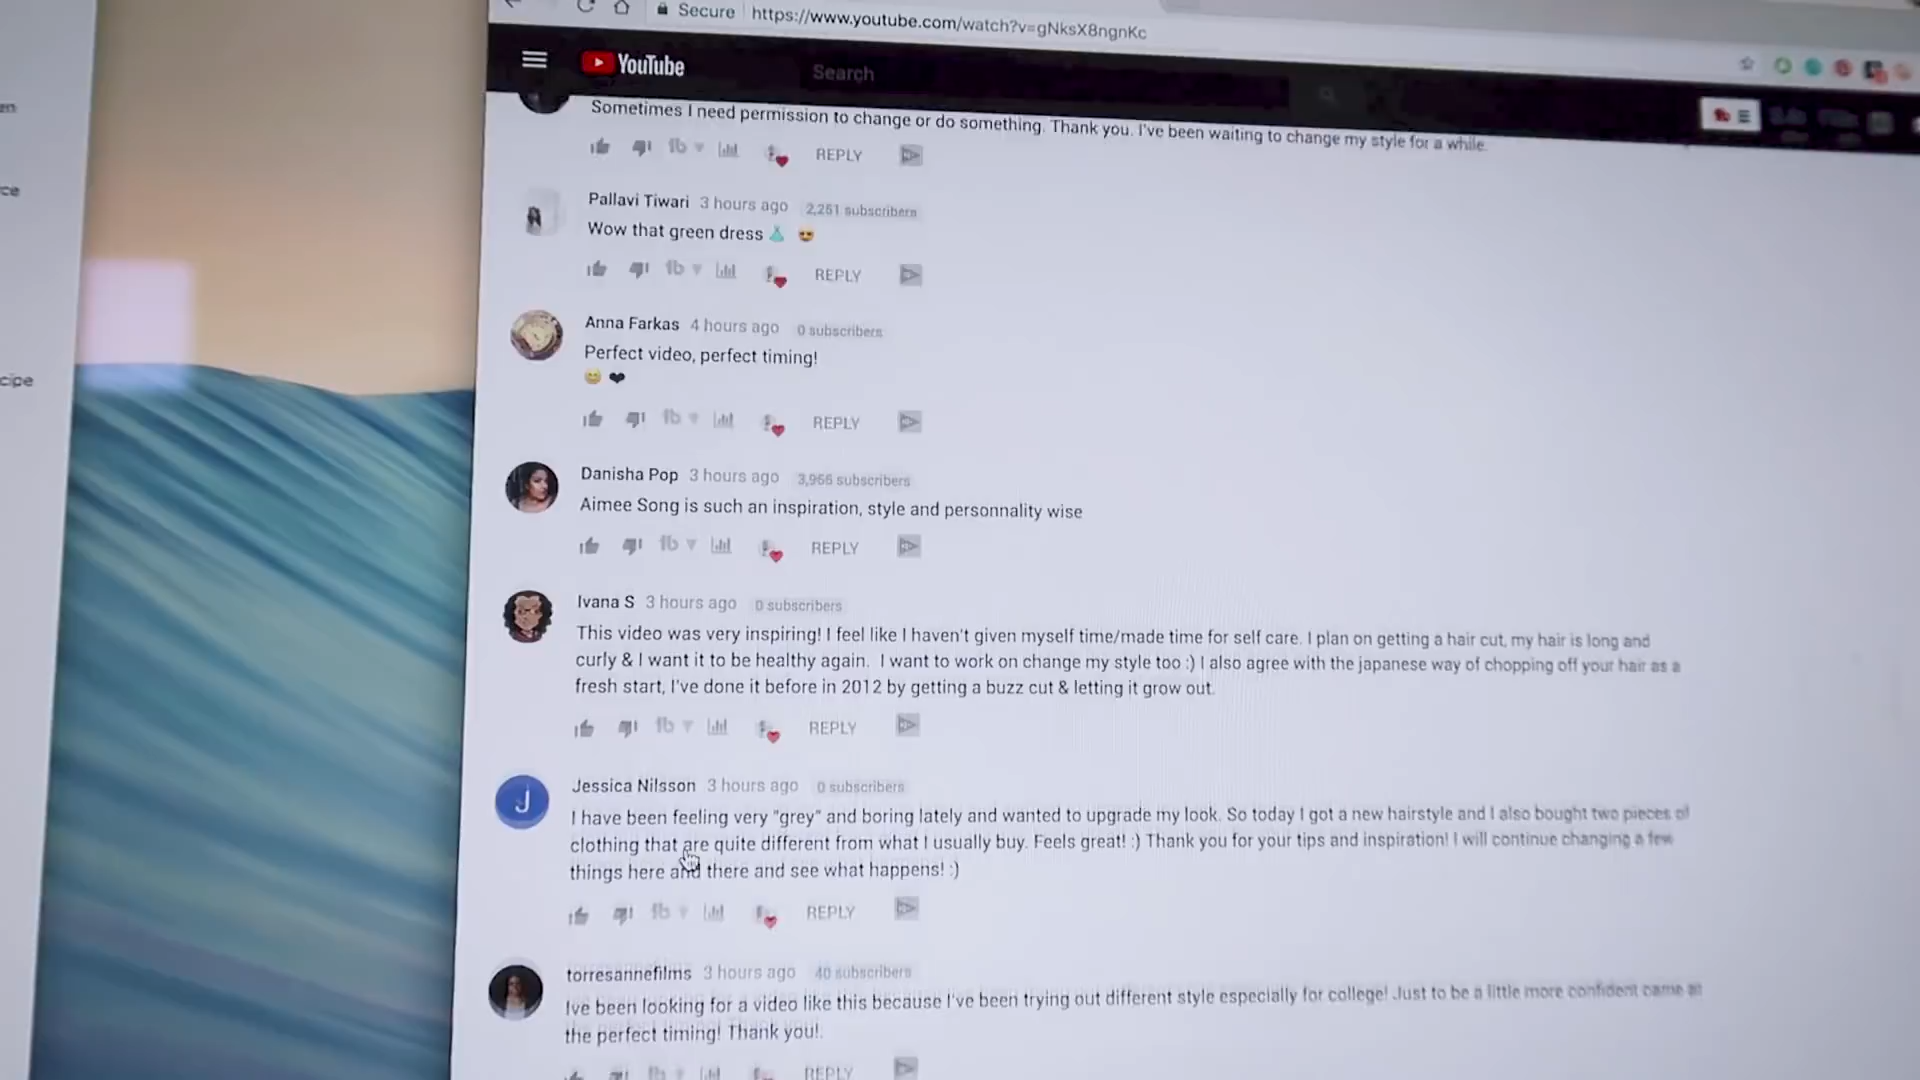 Secure https://www.youtube.com/watch?v=gNksX8ngnKc
YouTube
Search
en
ce
cipe
Sometimes I need permission to change or do something. Thank you. I've been waiting to change my style for a while.
REPLY
Pallavi Tiwari 3 hours ago 2,251 subscribers
Wow that green dress 👗 😍
REPLY
Anna Farkas 4 hours ago 0 subscribers
Perfect video, perfect timing!
😄 ❤
REPLY
Danisha Pop 3 hours ago 3,966 subscribers
Aimee Song is such an inspiration, style and personnality wise
REPLY
Ivana S 3 hours ago 0 subscribers
This video was very inspiring! I feel like I haven't given myself time/made time for self care. I plan on getting a hair cut, my hair is long and
curly & I want it to be healthy again. I want to work on change my style too :) I also agree with the japanese way of chopping off your hair as a
fresh start, I've done it before in 2012 by getting a buzz cut & letting it grow out.
REPLY
J
Jessica Nilsson 3 hours ago 0 subscribers
I have been feeling very "grey" and boring lately and wanted to upgrade my look. So today I got a new hairstyle and I also bought two pieces of
clothing that are quite different from what I usually buy. Feels great! :) Thank you for your tips and inspiration! I will continue changing a few
things here and there and see what happens! :)
REPLY
torresannefilms 3 hours ago 40 subscribers
Ive been looking for a video like this because I've been trying out different style especially for college! Just to be a little more confident came at
the perfect timing! Thank you!.
REPLY